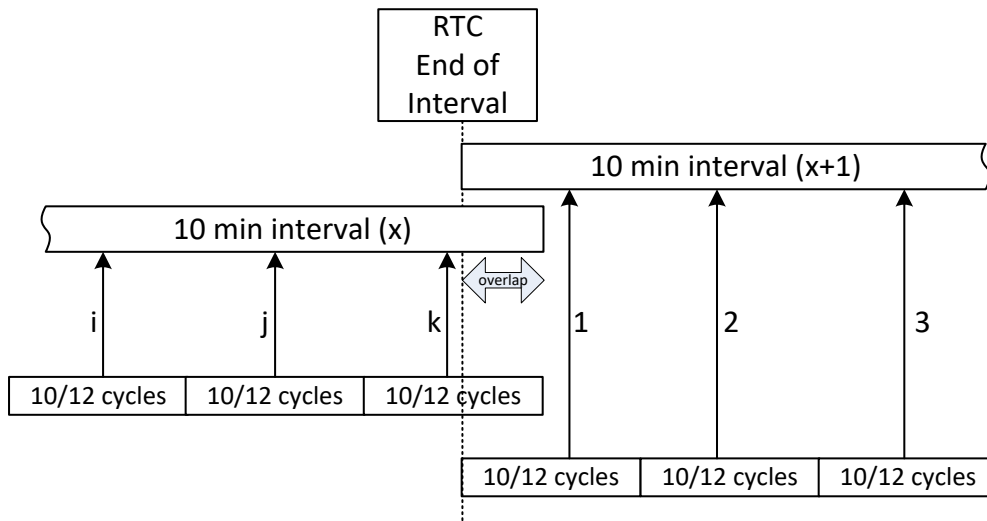 RTC
End of
Interval
10 min interval (x+1)
10 min interval (x)
overlap
i
j
k
1
2
3
10/12 cycles
10/12 cycles
10/12 cycles
10/12 cycles
10/12 cycles
10/12 cycles